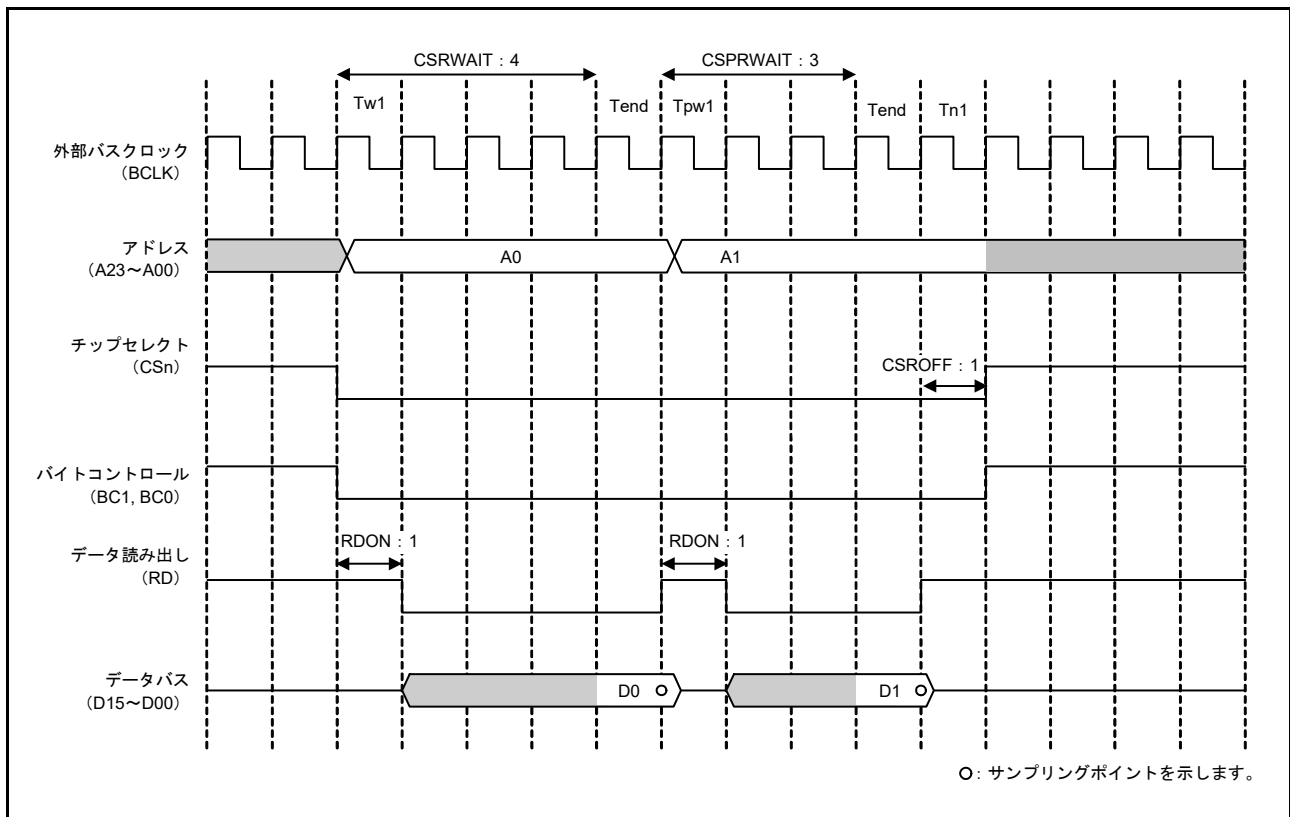 CSRWAIT：4
CSPRWAIT：3
Tw1
Tend
Tpw1
Tend
Tn1
外部バスクロック
（BCLK）
アドレス
（A23～A00）
A0
A1
チップセレクト
（CSn）
CSROFF：1
バイトコントロール
（BC1, BC0）
RDON：1
RDON：1
データ読み出し
（RD）
データバス
（D15～D00）
D0
D1
：サンプリングポイントを示します。